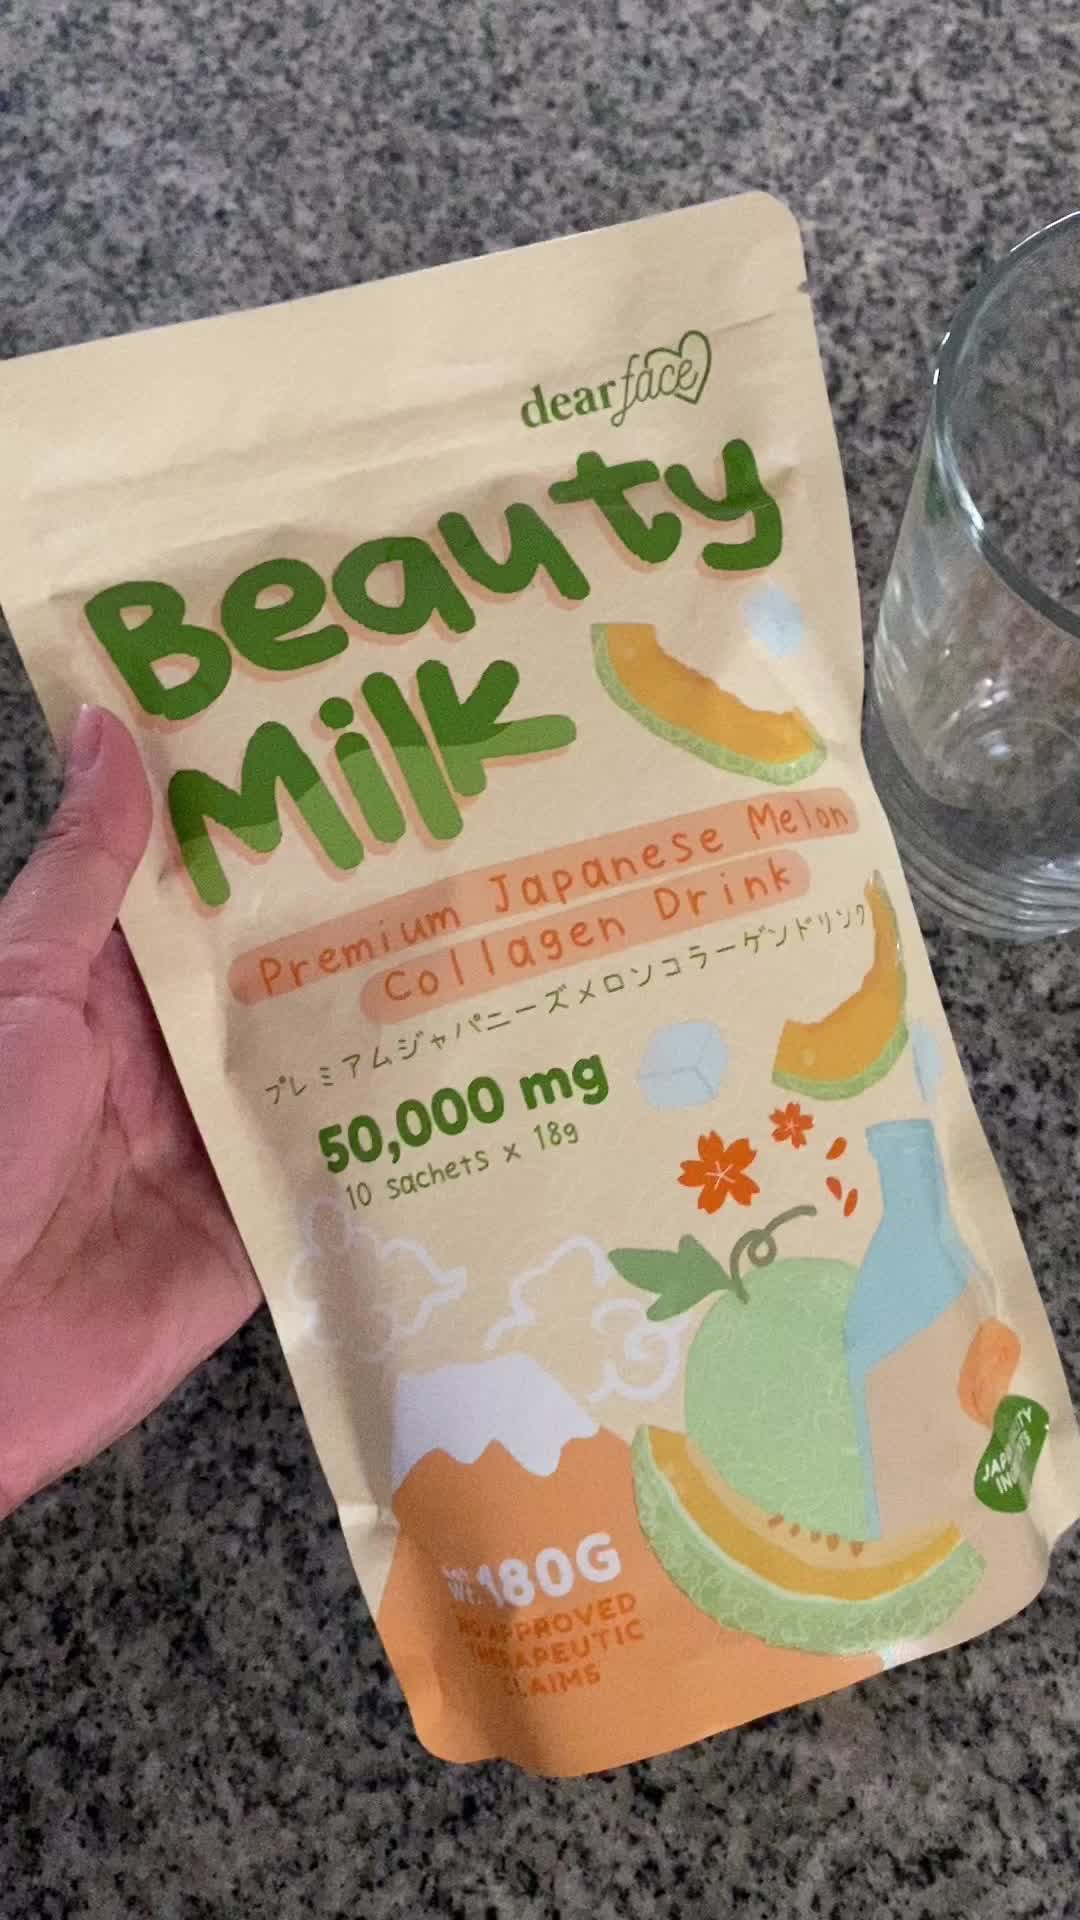 dearface
Beauty
Milk
Premium Japanese Melon
Collagen Drink
プレミアムジャパニーズメロンコラーゲンドリンク
50,000 mg
10 sachets x 18g
Wt. 180G
NO APPROVED
THERAPEUTIC
CLAIMS